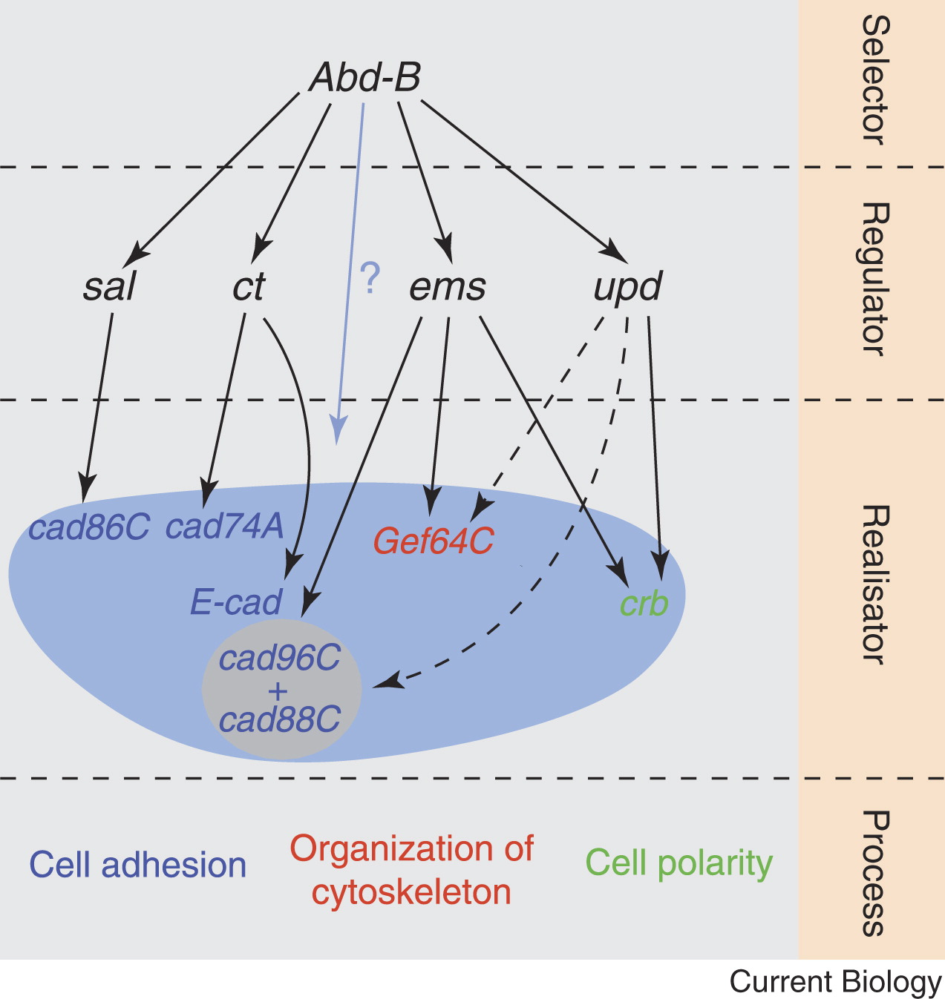 Abd-B
Selector
sal
ct
?
ems
upd
Regulator
cad86C
cad74A
Gef64C
E-cad
crb
cad96C
+
cad88C
Realisator
Cell adhesion
Organization of
cytoskeleton
Cell polarity
Process
Current Biology